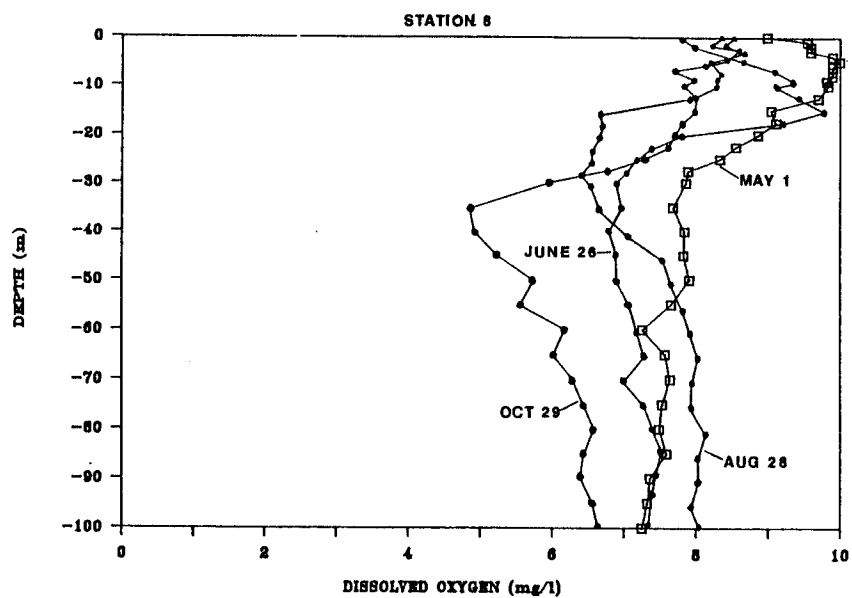 STATION 8
0
-10
-20
-30
-40
-50
-60
-70
-80
-90
-100
DEPTH (m)
MAY 1
JUNE 26
OCT 29
AUG 28
0
2
4
6
8
10
DISSOLVED OXYGEN (mg/l)